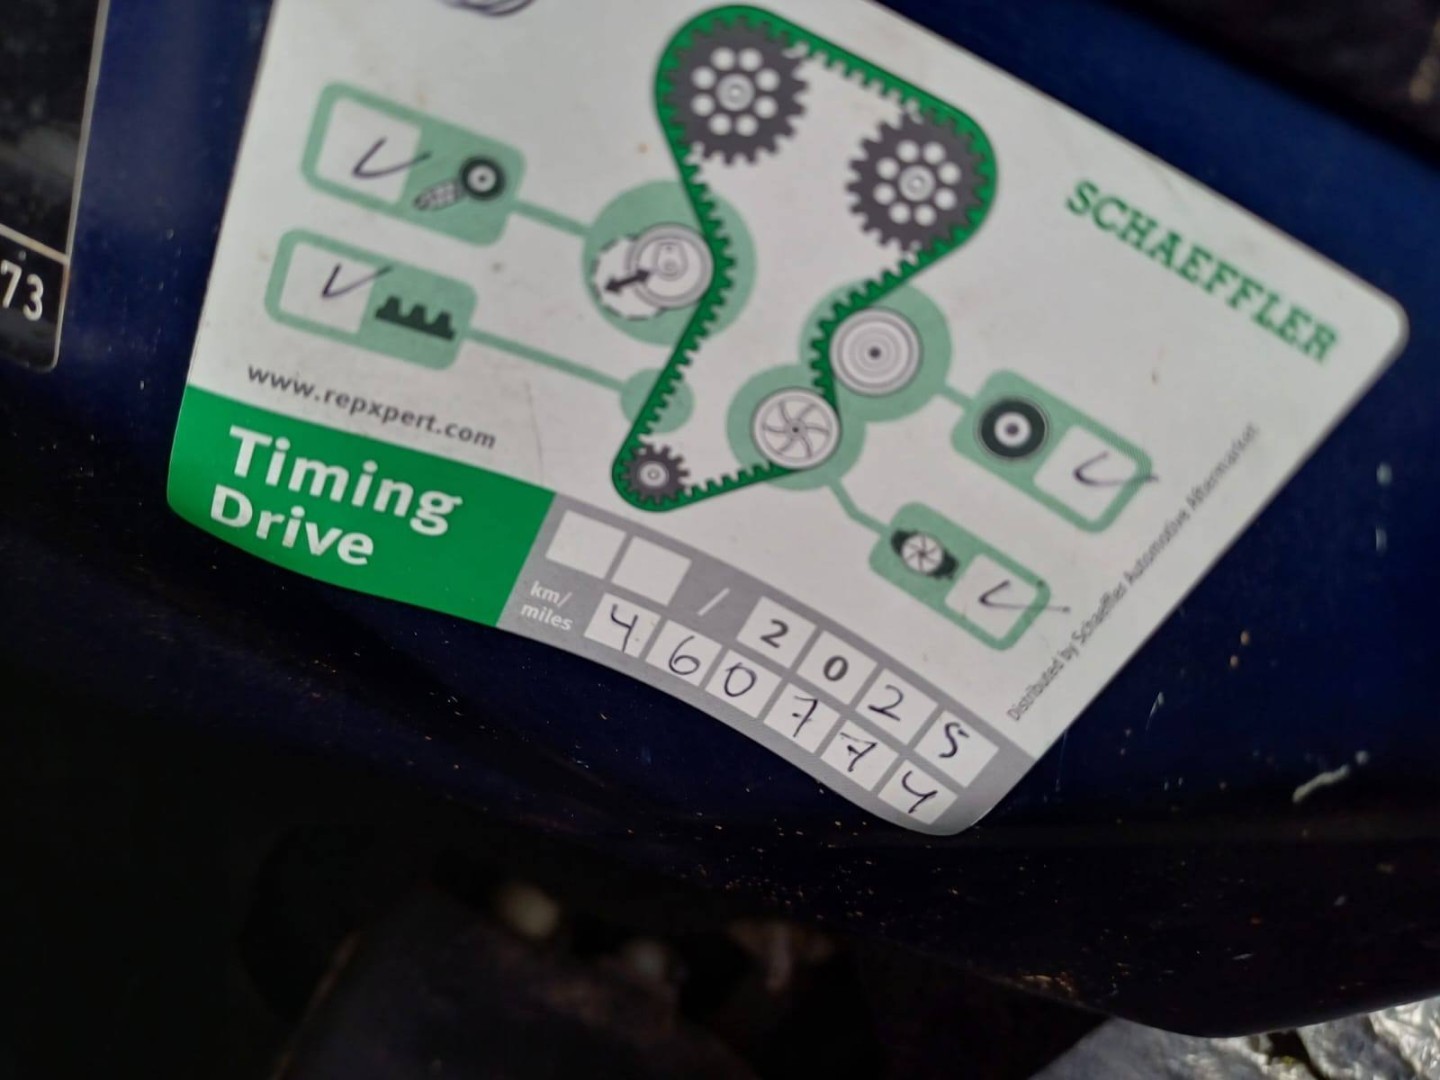 SCHAEFFLER
73
www.repxpert.com
Timing
Drive
/ 2025
km/
miles
460774
Distributed by Schaeffler Automotive Aftermarket